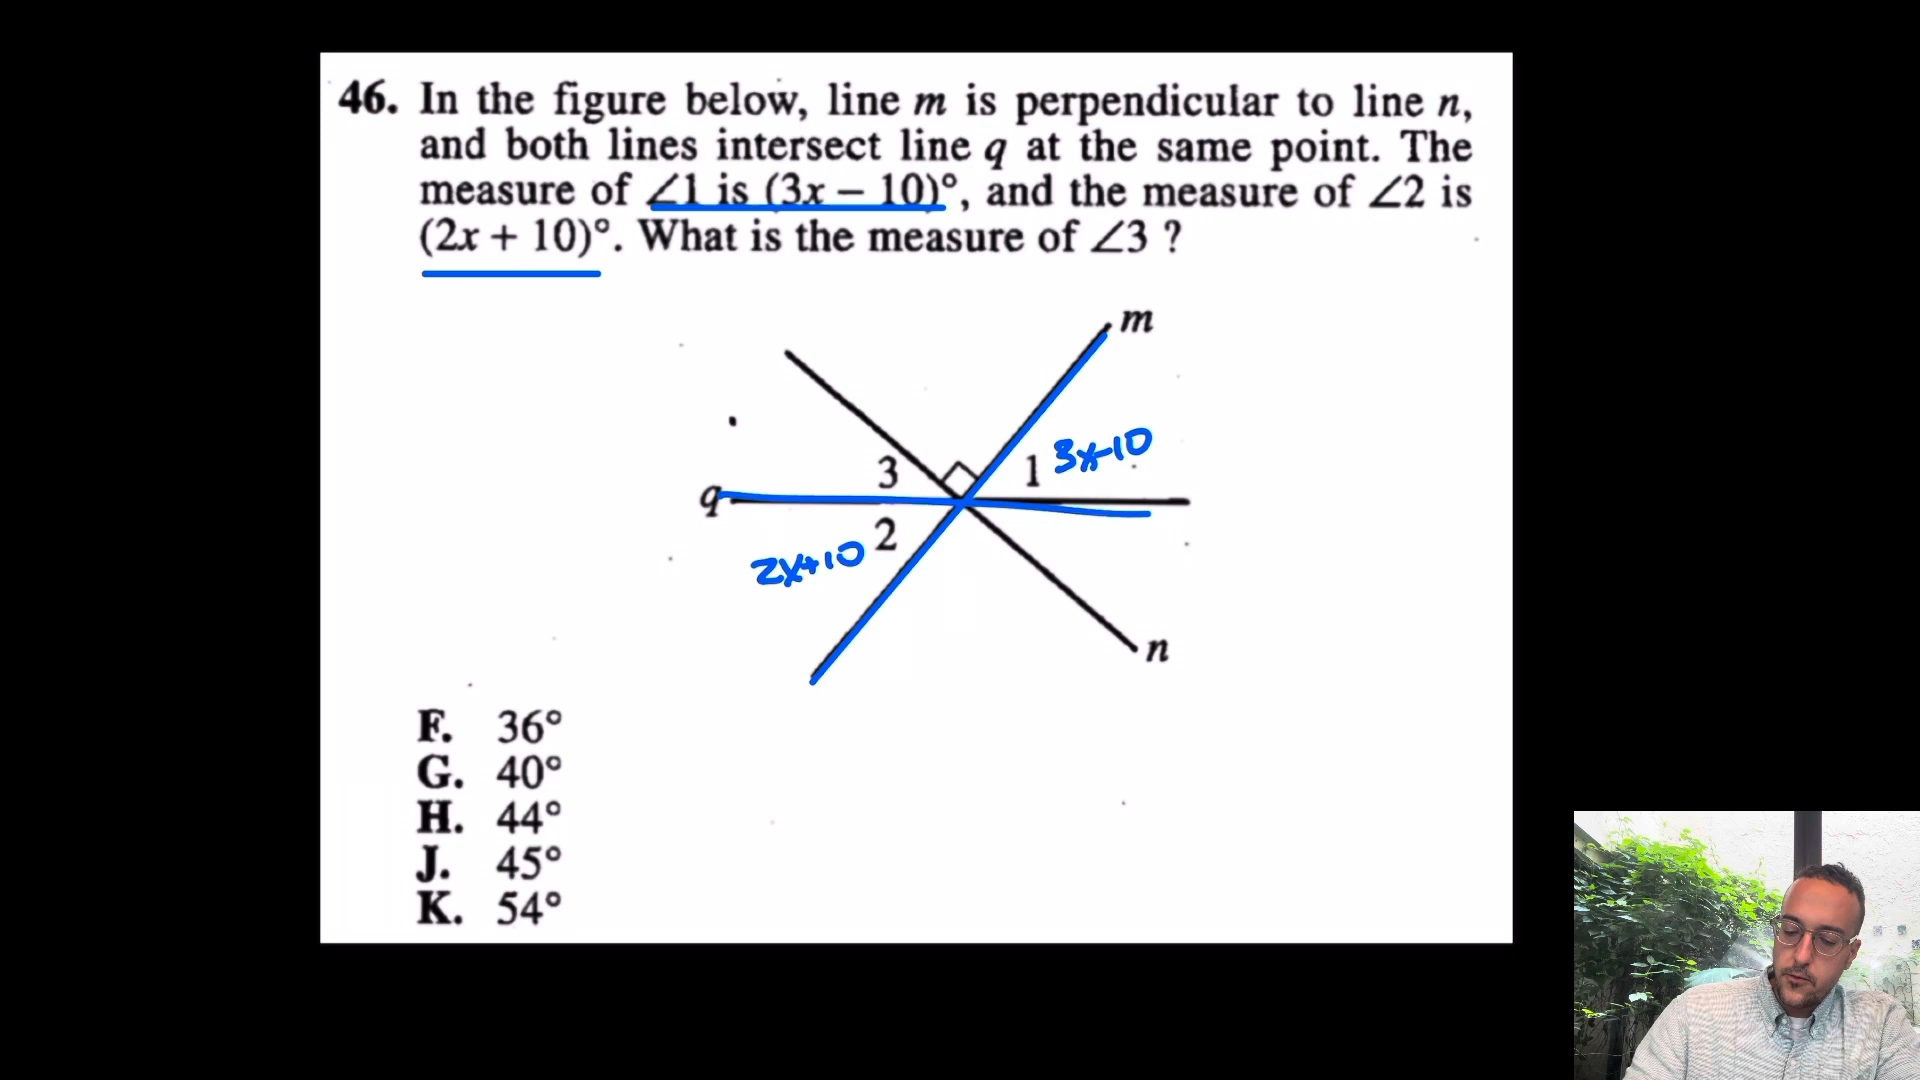 46. In the figure below, line m is perpendicular to line n,
and both lines intersect line q at the same point. The
measure of ∠1 is (3x – 10)°, and the measure of ∠2 is
(2x + 10)°. What is the measure of ∠3 ?
m
3 1 3x-10
q
2
2x+10
n
F. 36°
G. 40°
H. 44°
J. 45°
K. 54°